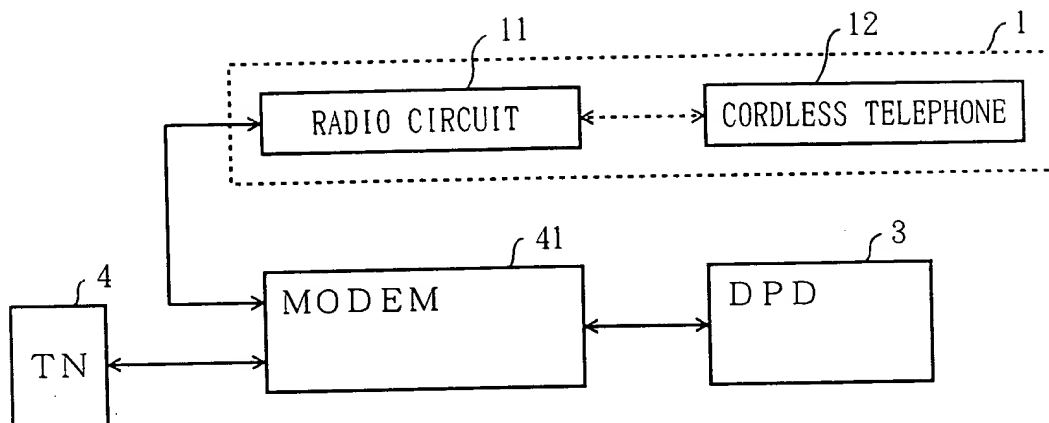 11
12
1
RADIO CIRCUIT
CORDLESS TELEPHONE
41
3
4
MODEM
DPD
TN